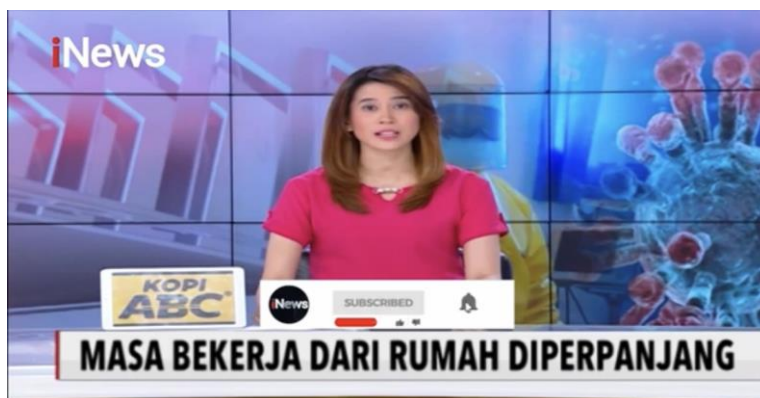 iNews
KOPI
ABC
iNews
SUBSCRIBED
MASA BEKERJA DARI RUMAH DIPERPANJANG